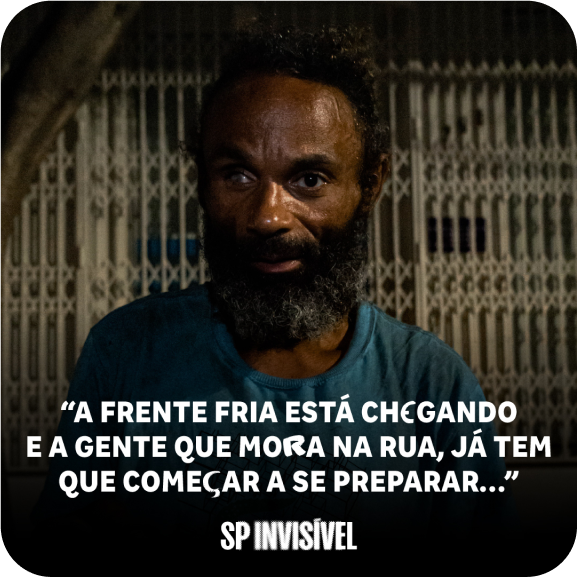 “A FRENTE FRIA ESTÁ CHEGANDO
E A GENTE QUE MORA NA RUA, JÁ TEM
QUE COMEÇAR A SE PREPARAR...”
SP INVISÍVEL